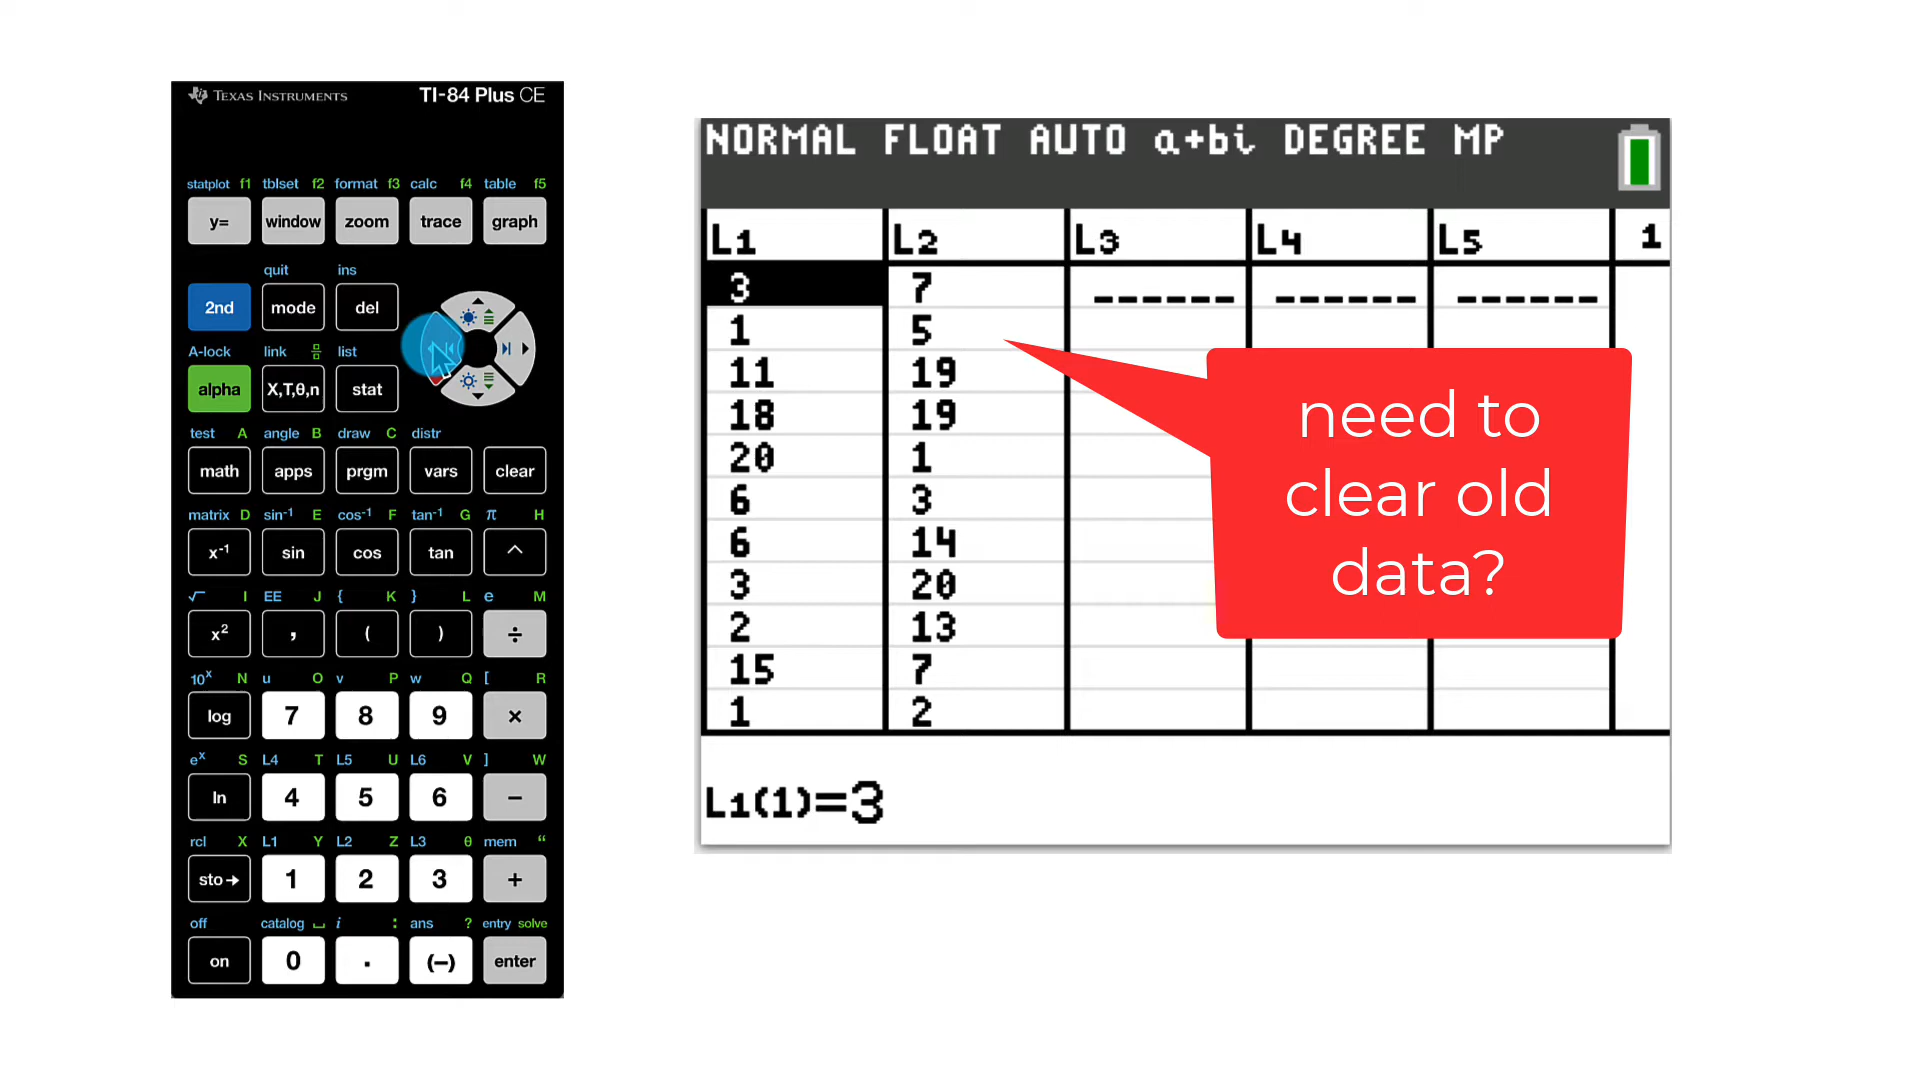 TEXAS INSTRUMENTS TI-84 Plus CE
statplot f1 tblset f2 format f3 calc f4 table f5
y= window zoom trace graph
quit ins
2nd mode del
A-lock link list
alpha X,T,θ,n stat
test A angle B draw C distr
math apps prgm vars clear
matrix D sin⁻¹ E cos⁻¹ F tan⁻¹ G π H
x⁻¹ sin cos tan ^
√ I EE J { K } L e M
x² , ( ) ÷
10ˣ N u O v P w Q [ R
log 7 8 9 ×
eˣ S L4 T L5 U L6 V ] W
ln 4 5 6 −
rcl X L1 Y L2 Z L3 θ mem “
sto→ 1 2 3 +
off catalog ⎵ i : ans ? entry solve
on 0 . (−) enter
NORMAL FLOAT AUTO a+bi DEGREE MP
L1 L2 L3 L4 L5 1
3 7 ------ ------ ------
1 5
11 19
18 19
20 1
6 3
6 14
3 20
2 13
15 7
1 2
L1(1)=3
need to
clear old
data?